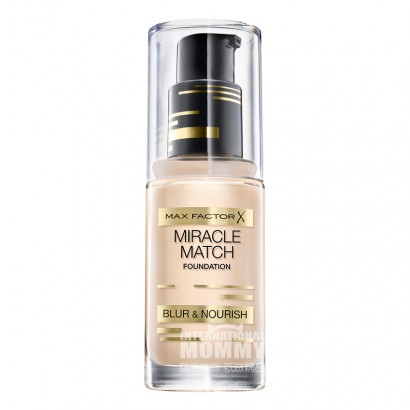 MAX FACTOR X
MIRACLE
MATCH
FOUNDATION
BLUR & NOURISH
INTERNATIONAL
MOMMY